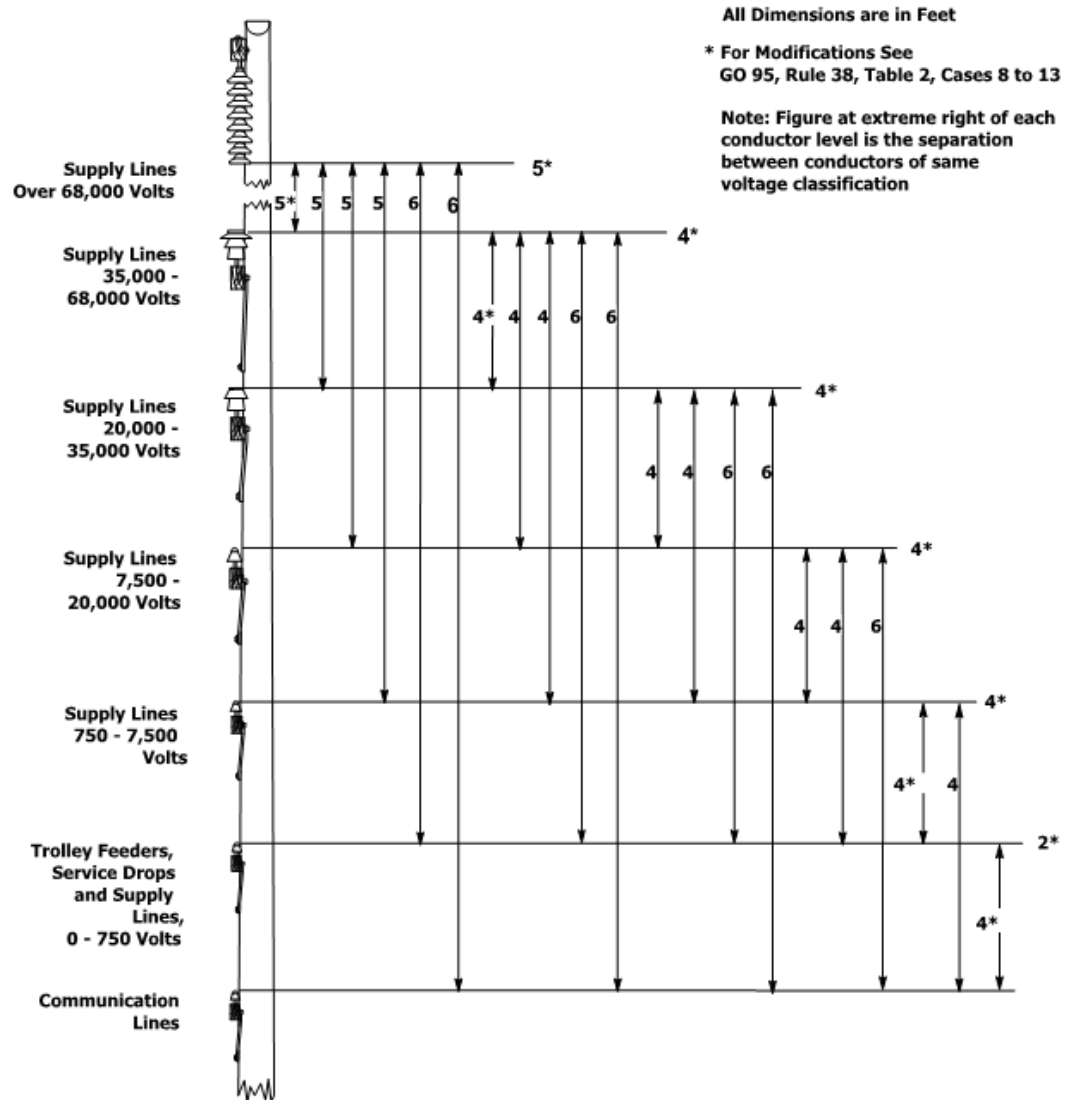 All Dimensions are in Feet
* For Modifications See
GO 95, Rule 38, Table 2, Cases 8 to 13
Note: Figure at extreme right of each
conductor level is the separation
between conductors of same
voltage classification
Supply Lines
Over 68,000 Volts
5*
5*
5
5
5
6
6
Supply Lines
35,000 -
68,000 Volts
4*
4*
4
4
6
6
Supply Lines
20,000 -
35,000 Volts
4*
4
4
6
6
Supply Lines
7,500 -
20,000 Volts
4*
4
4
6
Supply Lines
750 - 7,500
Volts
4*
4*
4
Trolley Feeders,
Service Drops
and Supply
Lines,
0 - 750 Volts
2*
4*
Communication
Lines